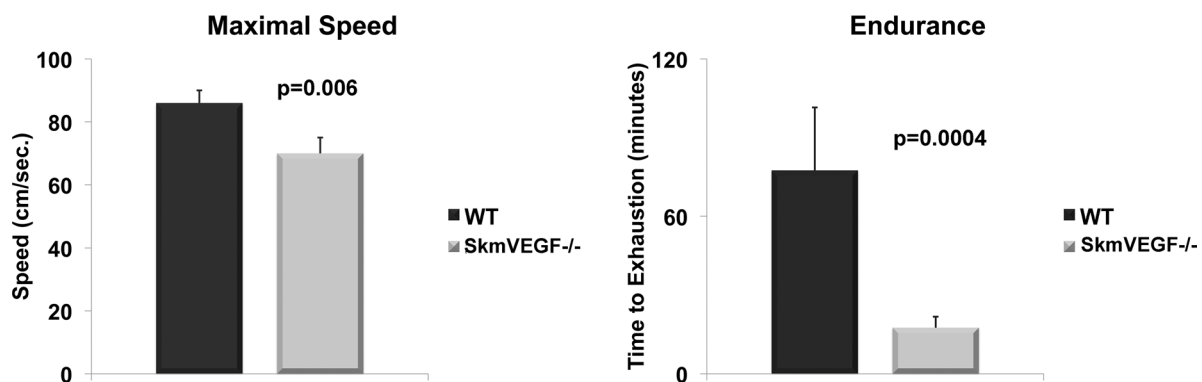 Maximal Speed
Speed (cm/sec.)
100
80
60
40
20
0
p=0.006
WT
SkmVEGF-/-
Endurance
Time to Exhaustion (minutes)
120
60
0
p=0.0004
WT
SkmVEGF-/-